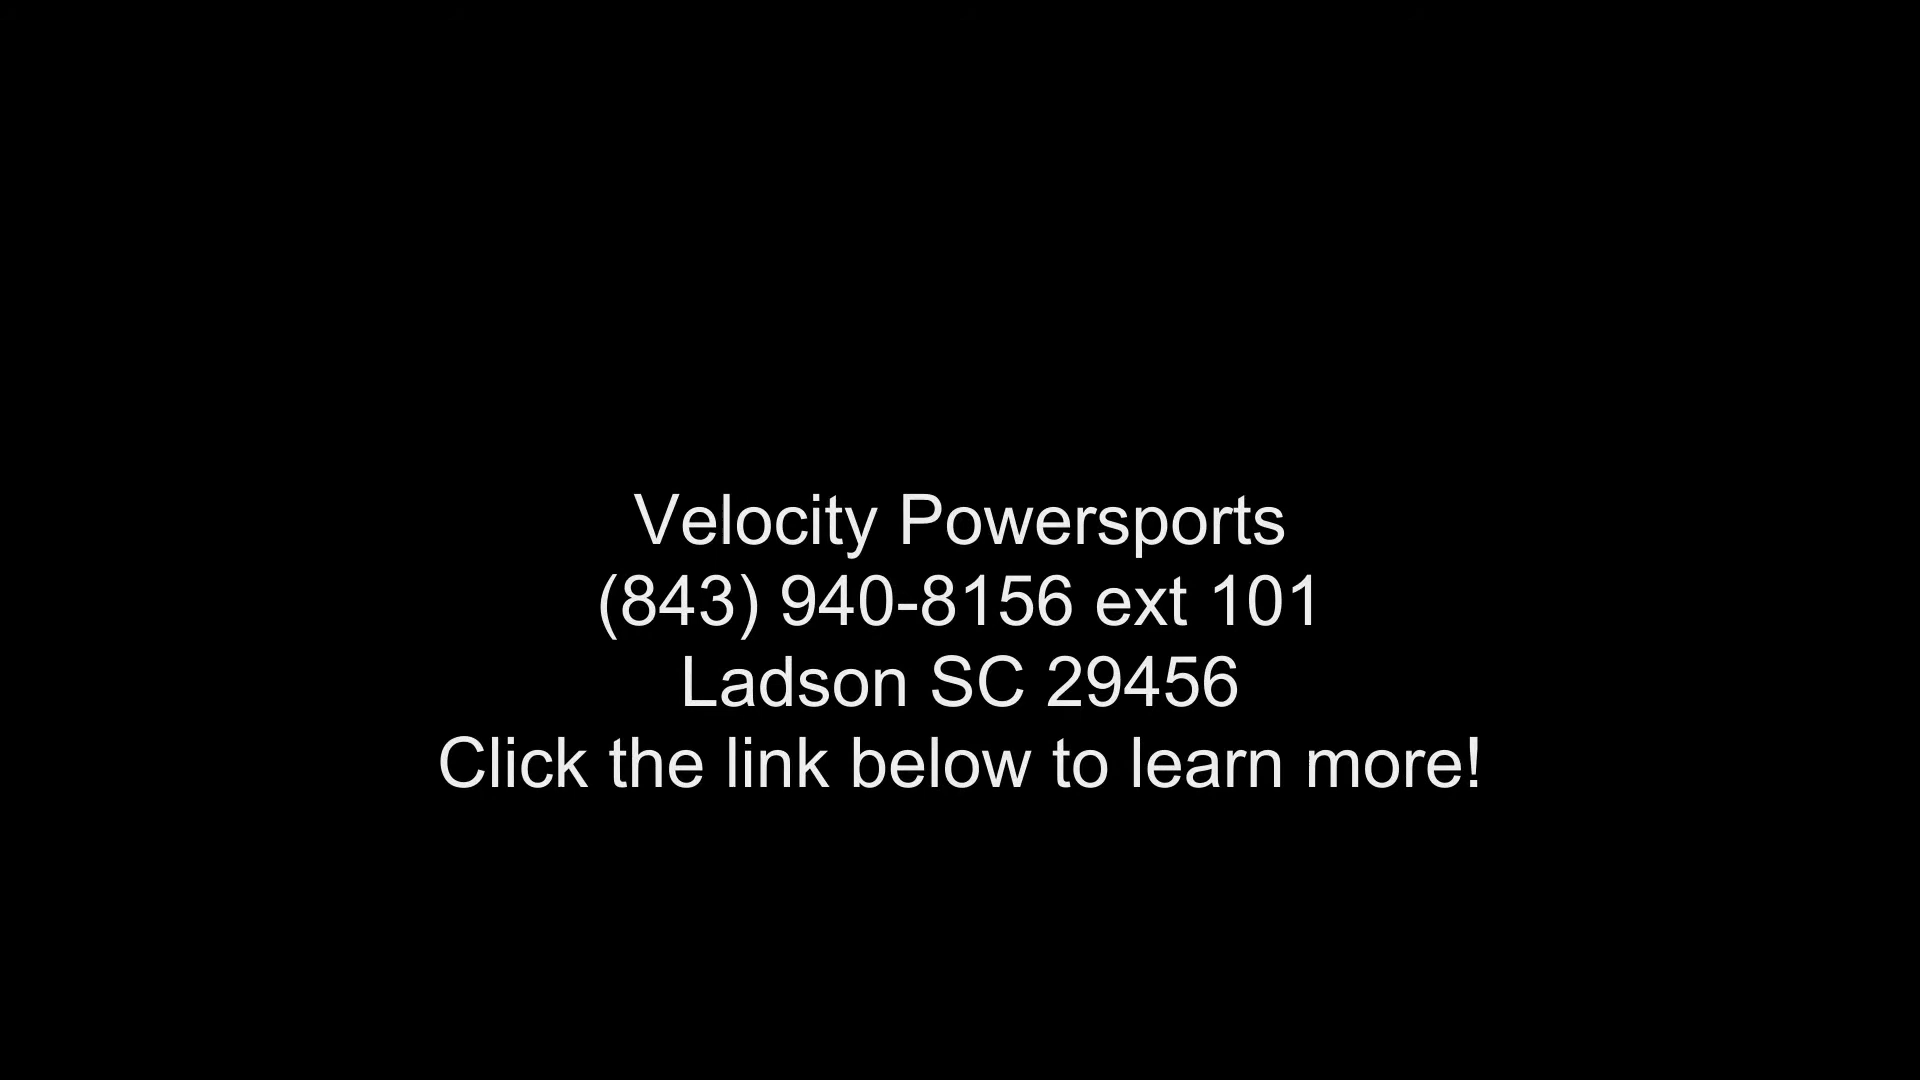 Velocity Powersports
(843) 940-8156 ext 101
Ladson SC 29456
Click the link below to learn more!